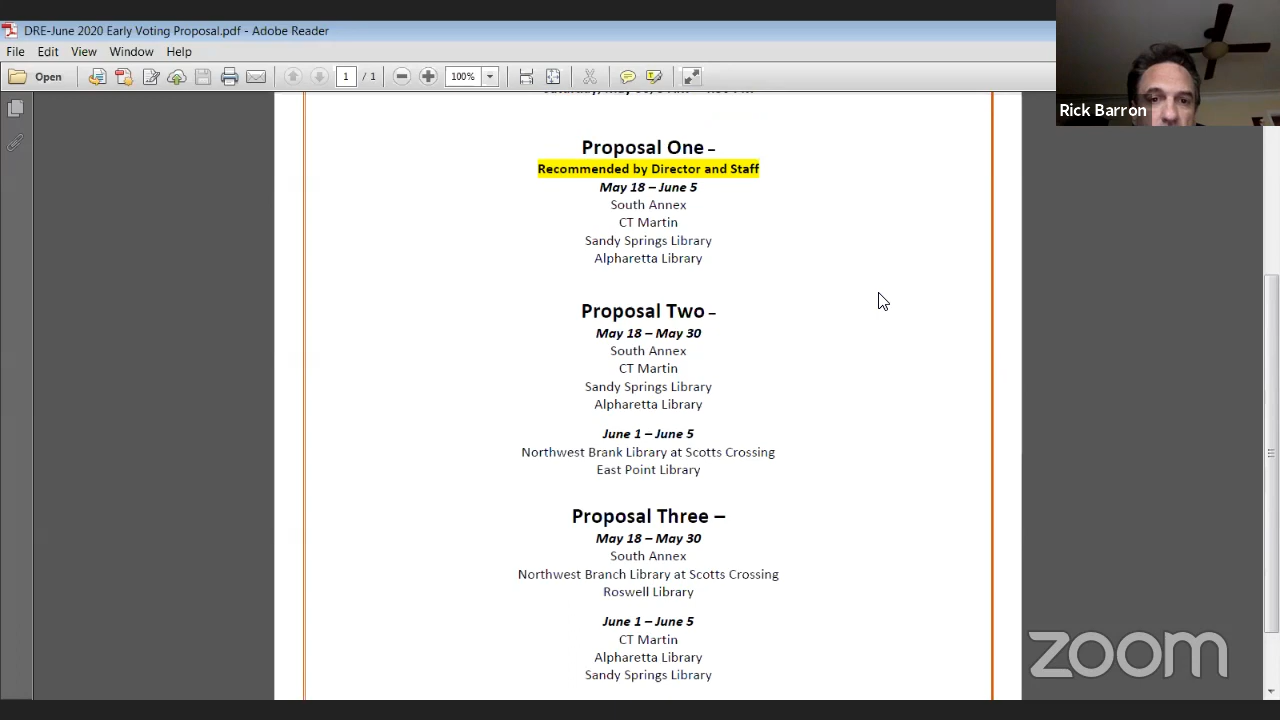 DRE-June 2020 Early Voting Proposal.pdf - Adobe Reader
File Edit View Window Help
Open 1 / 1 100%
Rick Barron
Proposal One –
Recommended by Director and Staff
May 18 – June 5
South Annex
CT Martin
Sandy Springs Library
Alpharetta Library
Proposal Two –
May 18 – May 30
South Annex
CT Martin
Sandy Springs Library
Alpharetta Library
June 1 – June 5
Northwest Brank Library at Scotts Crossing
East Point Library
Proposal Three –
May 18 – May 30
South Annex
Northwest Branch Library at Scotts Crossing
Roswell Library
June 1 – June 5
CT Martin
Alpharetta Library
Sandy Springs Library
zoom